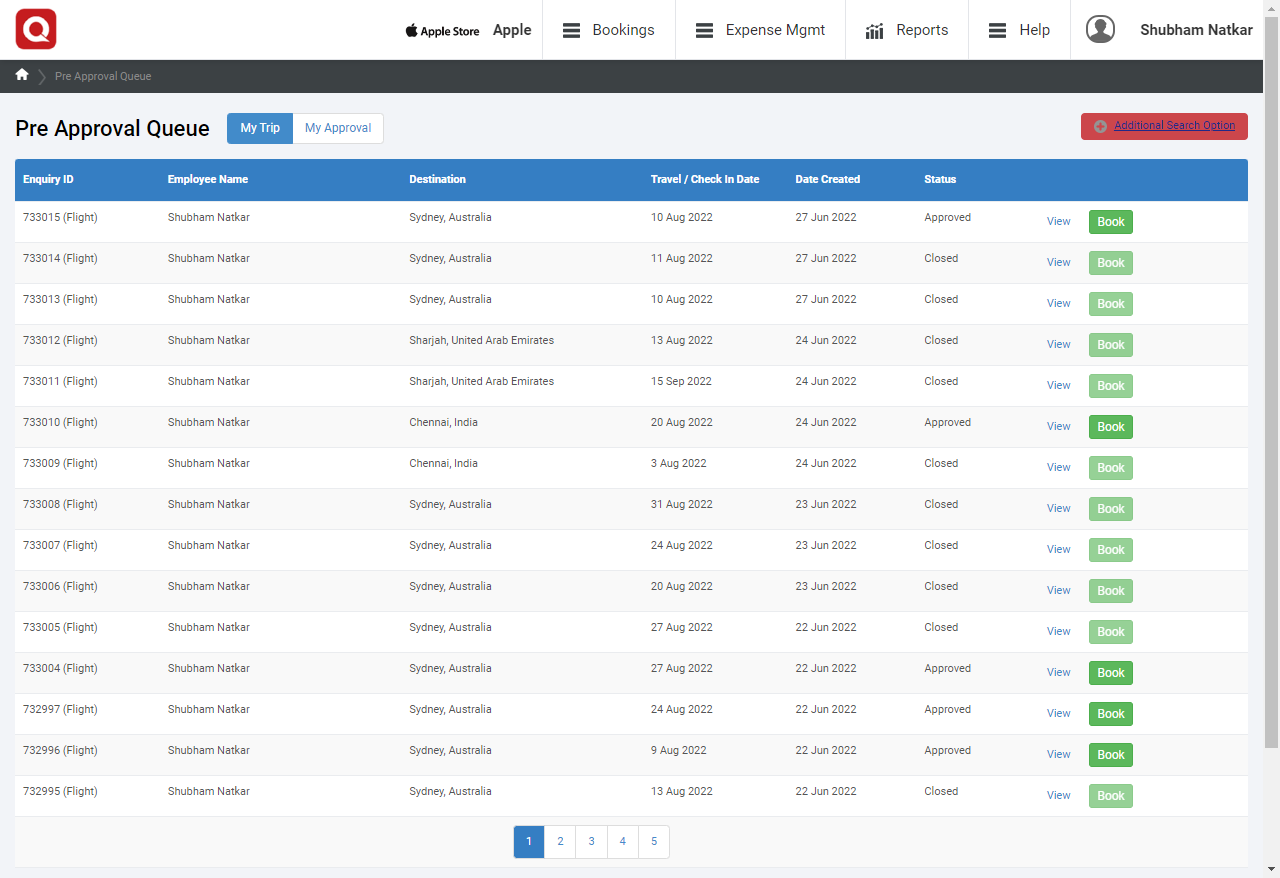 Q Apple Store Apple Bookings Expense Mgmt Reports Help Shubham Natkar
Pre Approval Queue
Pre Approval Queue My Trip My Approval Additional Search Option
Enquiry ID Employee Name Destination Travel / Check In Date Date Created Status
733015 (Flight) Shubham Natkar Sydney, Australia 10 Aug 2022 27 Jun 2022 Approved View Book
733014 (Flight) Shubham Natkar Sydney, Australia 11 Aug 2022 27 Jun 2022 Closed View Book
733013 (Flight) Shubham Natkar Sydney, Australia 10 Aug 2022 27 Jun 2022 Closed View Book
733012 (Flight) Shubham Natkar Sharjah, United Arab Emirates 13 Aug 2022 24 Jun 2022 Closed View Book
733011 (Flight) Shubham Natkar Sharjah, United Arab Emirates 15 Sep 2022 24 Jun 2022 Closed View Book
733010 (Flight) Shubham Natkar Chennai, India 20 Aug 2022 24 Jun 2022 Approved View Book
733009 (Flight) Shubham Natkar Chennai, India 3 Aug 2022 24 Jun 2022 Closed View Book
733008 (Flight) Shubham Natkar Sydney, Australia 31 Aug 2022 23 Jun 2022 Closed View Book
733007 (Flight) Shubham Natkar Sydney, Australia 24 Aug 2022 23 Jun 2022 Closed View Book
733006 (Flight) Shubham Natkar Sydney, Australia 20 Aug 2022 23 Jun 2022 Closed View Book
733005 (Flight) Shubham Natkar Sydney, Australia 27 Aug 2022 22 Jun 2022 Closed View Book
733004 (Flight) Shubham Natkar Sydney, Australia 27 Aug 2022 22 Jun 2022 Approved View Book
732997 (Flight) Shubham Natkar Sydney, Australia 24 Aug 2022 22 Jun 2022 Approved View Book
732996 (Flight) Shubham Natkar Sydney, Australia 9 Aug 2022 22 Jun 2022 Approved View Book
732995 (Flight) Shubham Natkar Sydney, Australia 13 Aug 2022 22 Jun 2022 Closed View Book
1 2 3 4 5